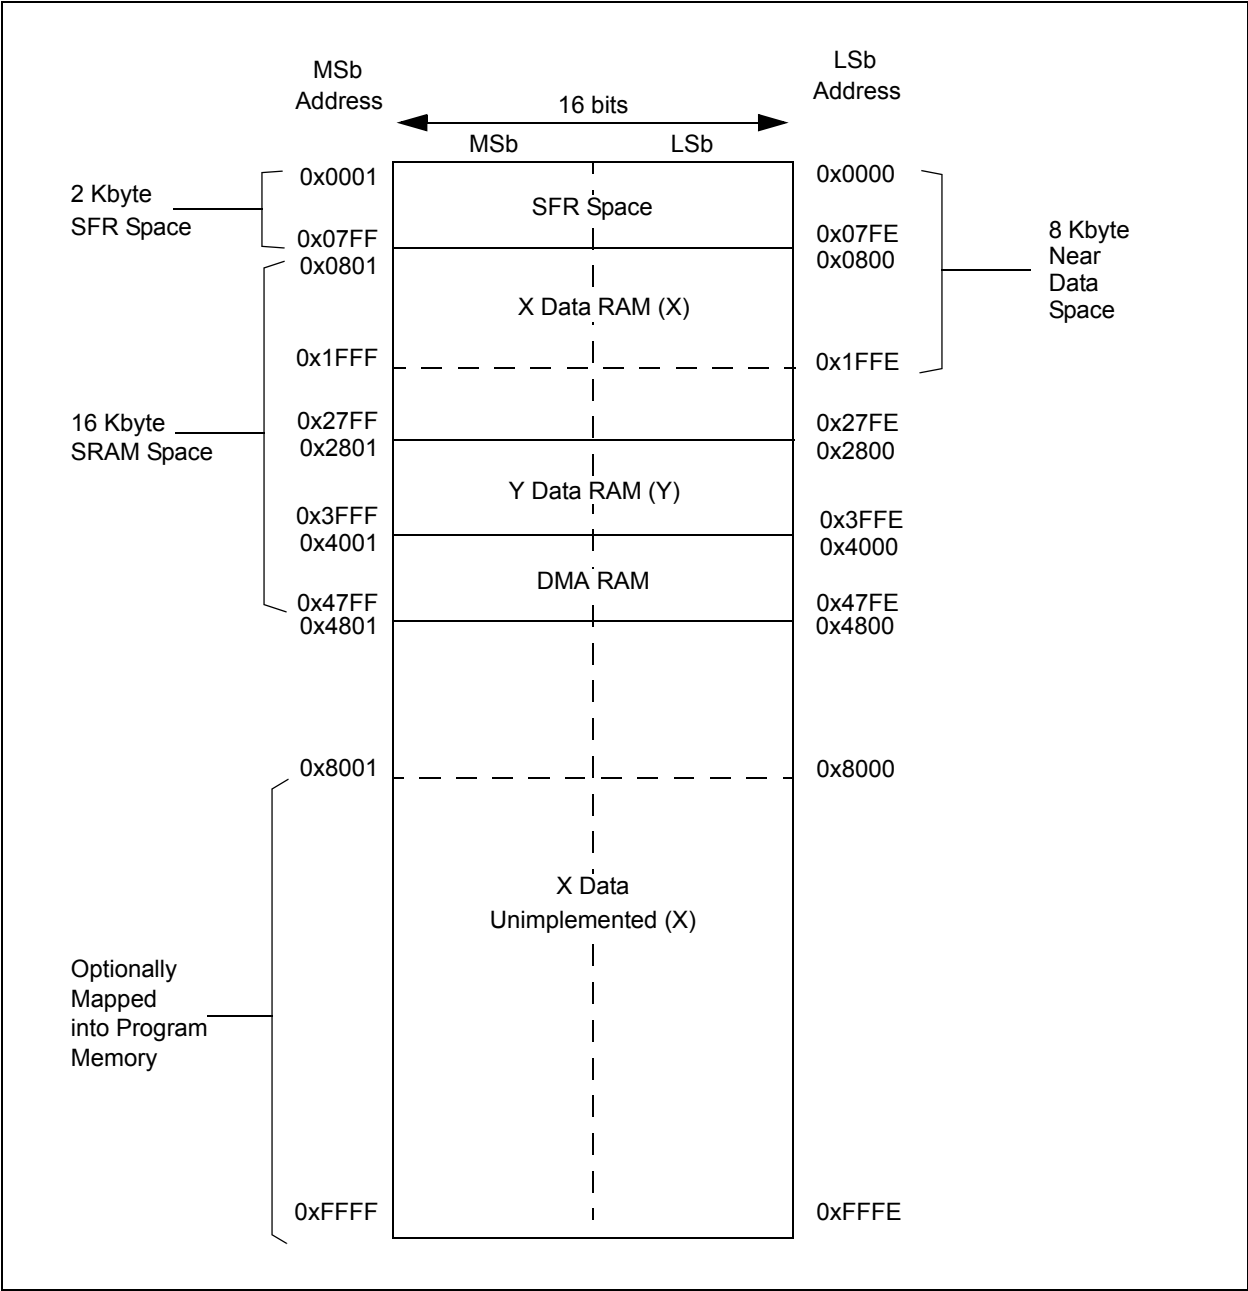 MSb
Address
LSb
Address
16 bits
MSb
LSb
2 Kbyte
SFR Space
0x0001
0x07FF
0x0801
SFR Space
0x0000
0x07FE
0x0800
8 Kbyte
Near
Data
Space
X Data RAM (X)
0x1FFF
0x1FFE
16 Kbyte
SRAM Space
0x27FF
0x2801
0x27FE
0x2800
Y Data RAM (Y)
0x3FFF
0x4001
0x3FFE
0x4000
DMA RAM
0x47FF
0x4801
0x47FE
0x4800
0x8001
0x8000
X Data
Unimplemented (X)
Optionally
Mapped
into Program
Memory
0xFFFF
0xFFFE